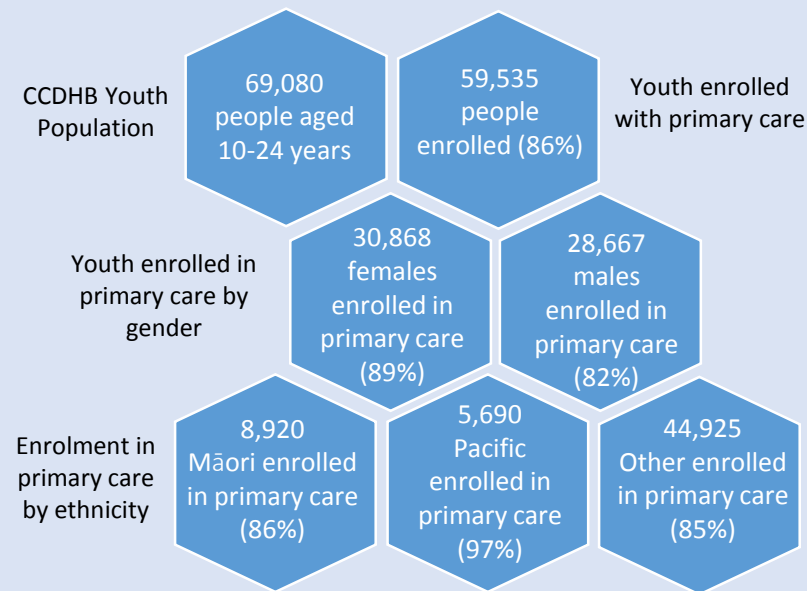 CCDHB Youth
Population
69,080
people aged
10-24 years
59,535
people
enrolled (86%)
Youth enrolled
with primary care
Youth enrolled in
primary care by
gender
30,868
females
enrolled in
primary care
(89%)
28,667
males
enrolled in
primary care
(82%)
Enrolment in
primary care
by ethnicity
8,920
Māori enrolled
in primary care
(86%)
5,690
Pacific
enrolled in
primary care
(97%)
44,925
Other enrolled
in primary care
(85%)